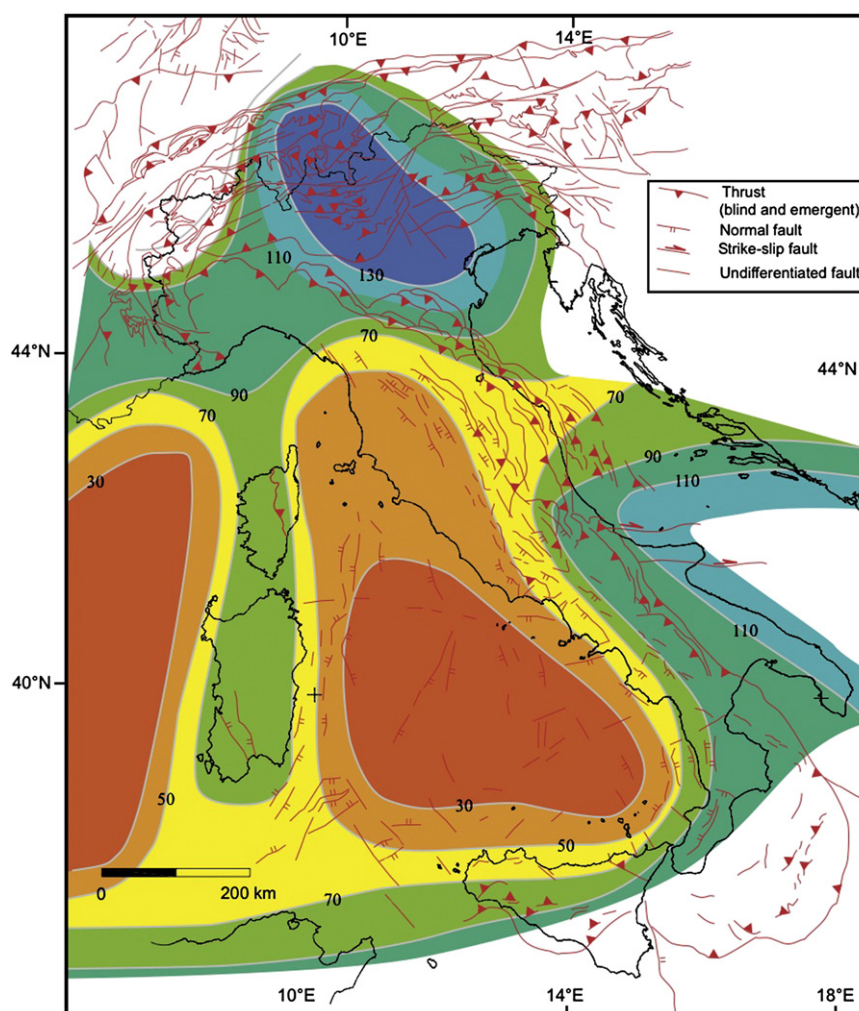 10°E
14°E
Thrust
(blind and emergent)
Normal fault
Strike-slip fault
Undifferentiated fault
110
130
44°N
70
44°N
90
70
70
90
30
110
110
40°N
40°N
50
30
50
0
200 km
70
10°E
14°E
18°E